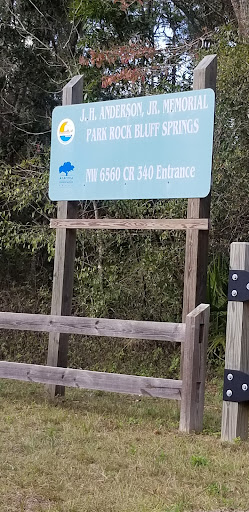 J. H. ANDERSON, JR. MEMORIAL
PARK ROCK BLUFF SPRINGS
NW 6560 CR 340 Entrance